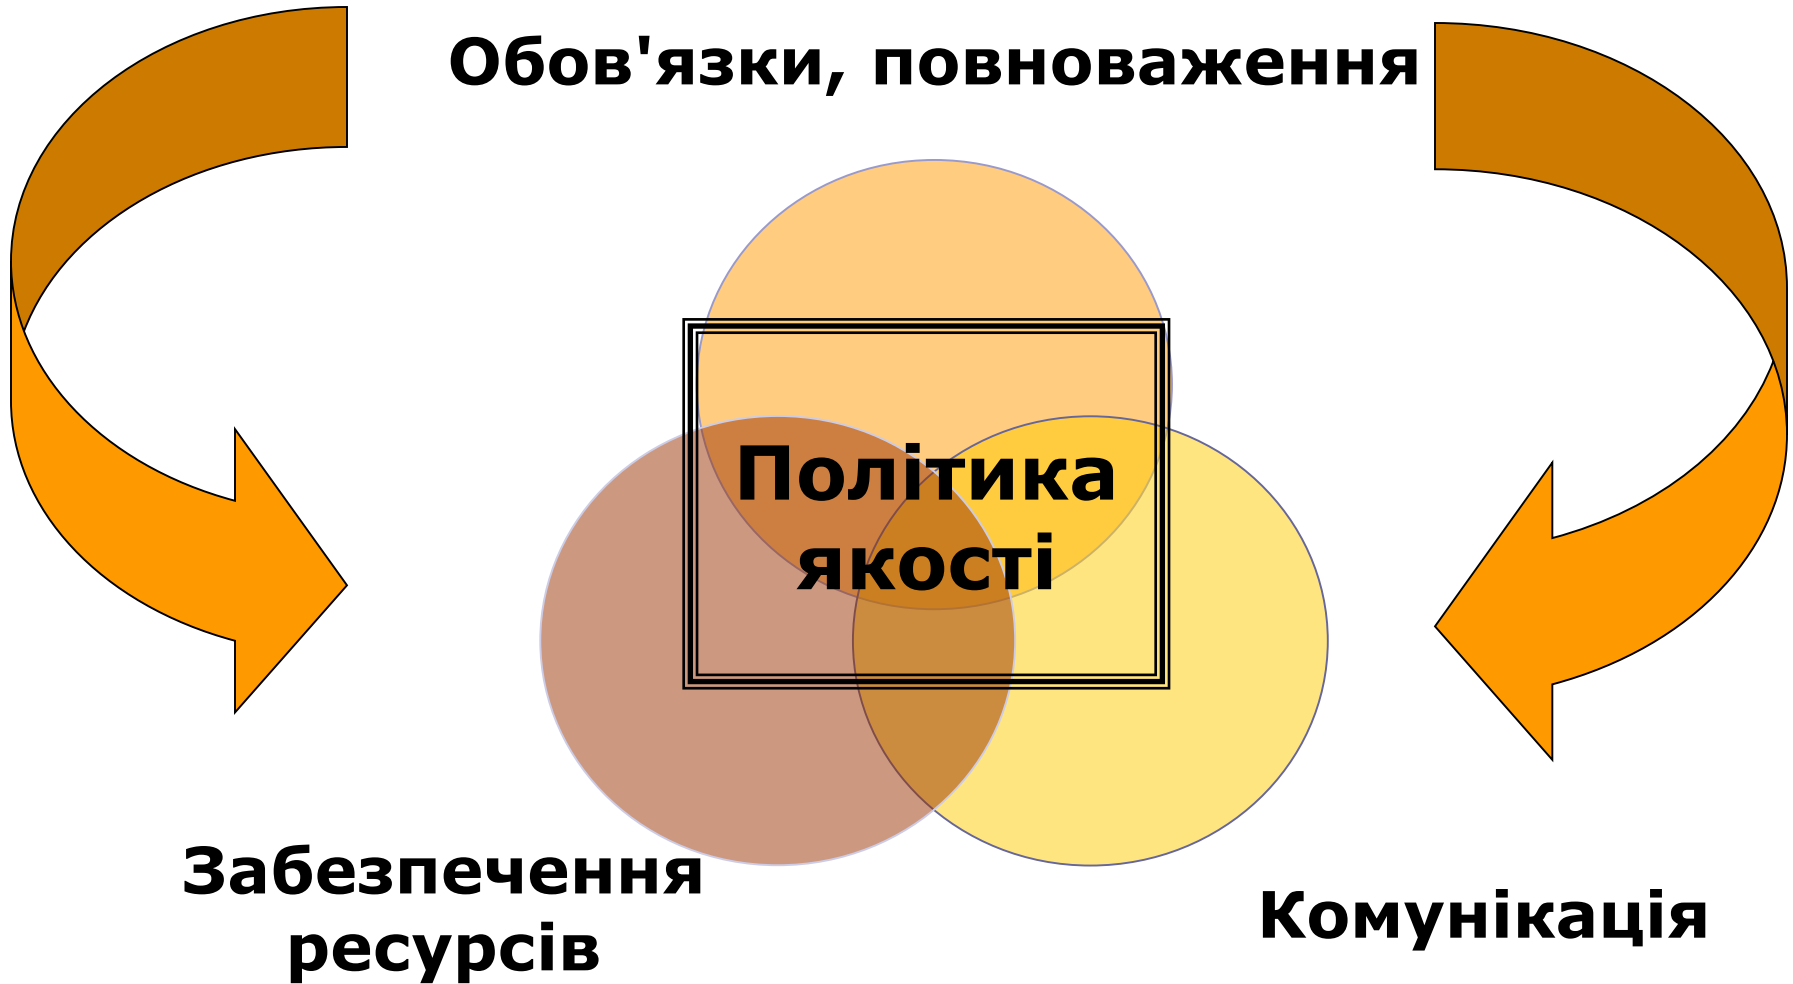 Обов'язки, повноваження
Політика
якості
Забезпечення
ресурсів
Комунікація